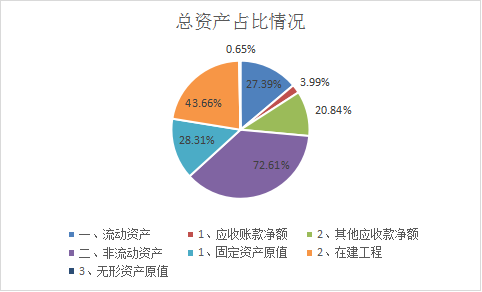 总资产占比情况
0.65%
27.39%
3.99%
20.84%
43.66%
28.31%
72.61%
一、流动资产 1、应收账款净额 2、其他应收款净额
二、非流动资产 1、固定资产原值 2、在建工程
3、无形资产原值